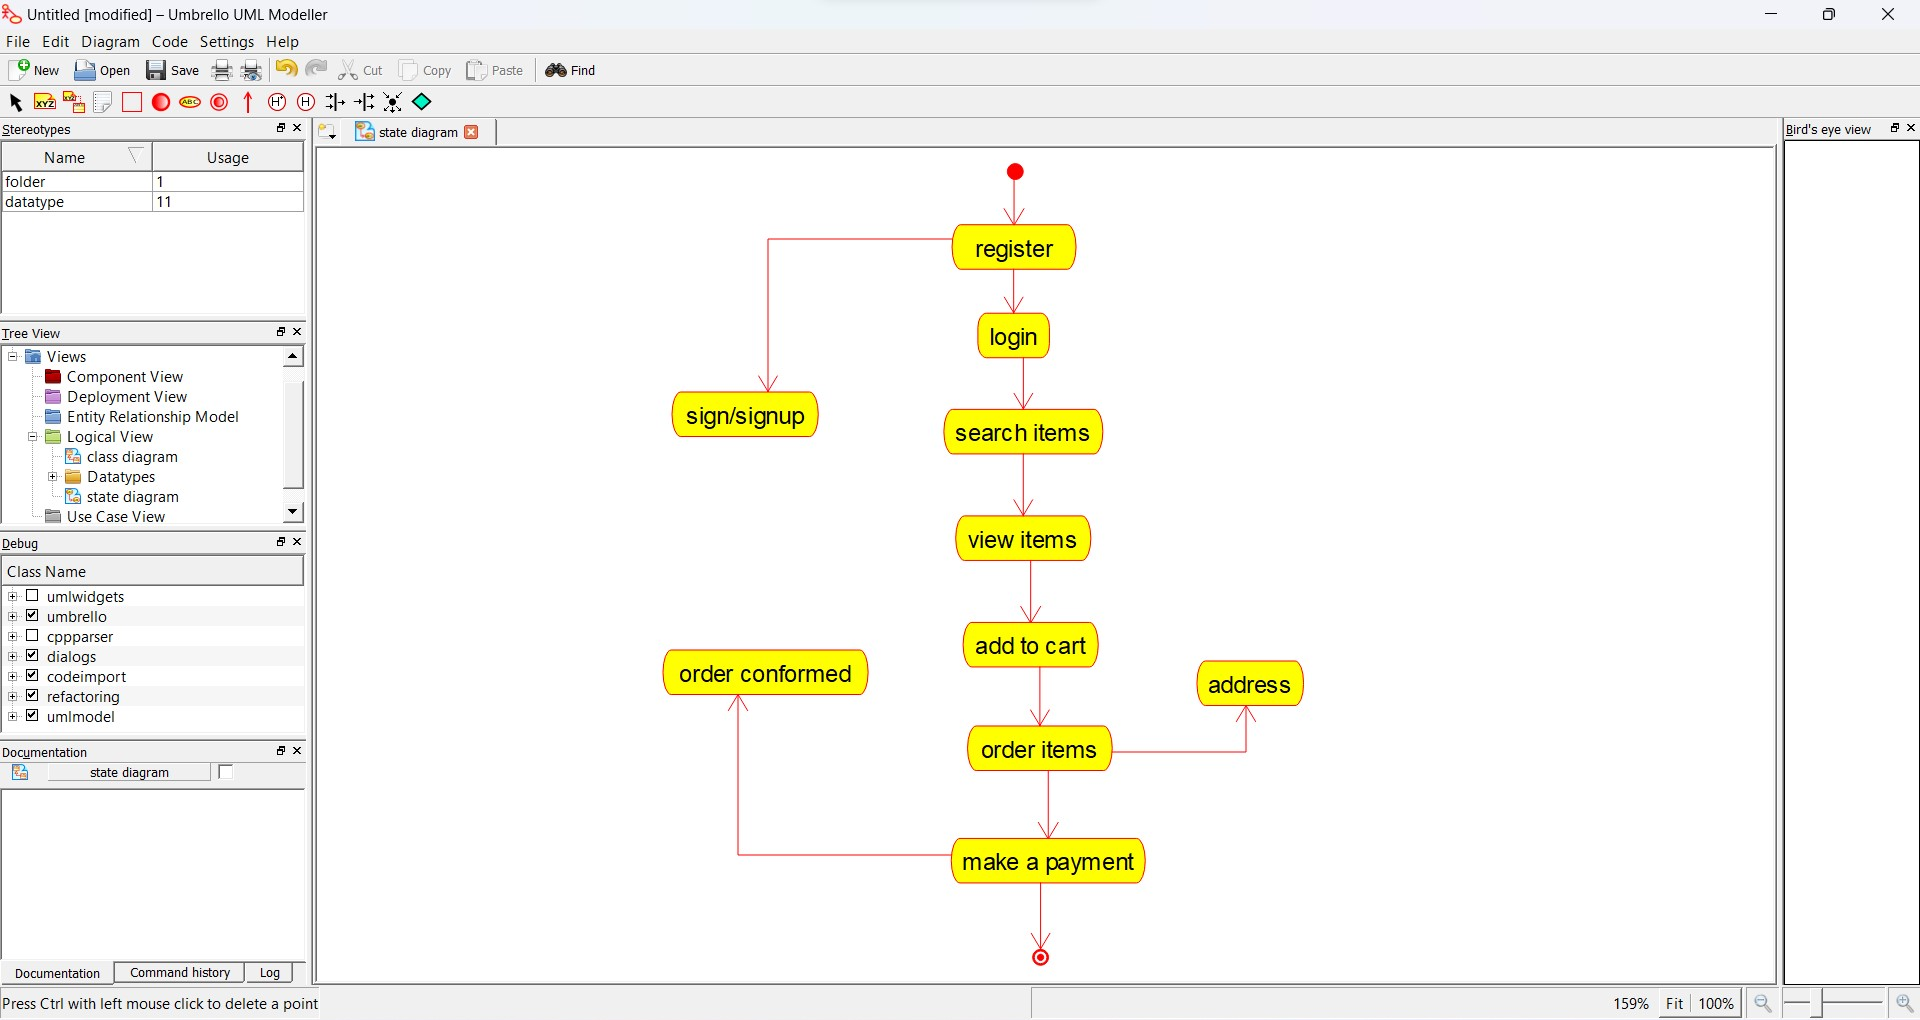 Untitled [modified] – Umbrello UML Modeller
File Edit Diagram Code Settings Help
New Open Save Cut Copy Paste Find
XYZ XYZ ABC H* H
Stereotypes
Name Usage
folder 1
datatype 11
Tree View
Views
Component View
Deployment View
Entity Relationship Model
Logical View
class diagram
Datatypes
state diagram
Use Case View
Debug
Class Name
umlwidgets
umbrello
cppparser
dialogs
codeimport
refactoring
umlmodel
Documentation
state diagram
Documentation Command history Log
Press Ctrl with left mouse click to delete a point
state diagram
register
login
sign/signup
search items
view items
add to cart
order conformed
address
order items
make a payment
Bird's eye view
159% Fit 100%